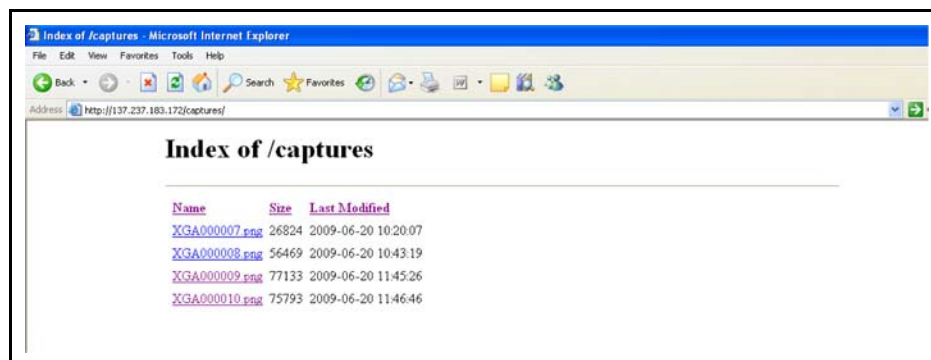 Index of /captures - Microsoft Internet Explorer
File Edit View Favorites Tools Help
Back Search Favorites
Address http://137.237.183.172/captures/
Index of /captures
Name Size Last Modified
XGA000007.png 26824 2009-06-20 10:20:07
XGA000008.png 56469 2009-06-20 10:43:19
XGA000009.png 77133 2009-06-20 11:45:26
XGA000010.png 75793 2009-06-20 11:46:46